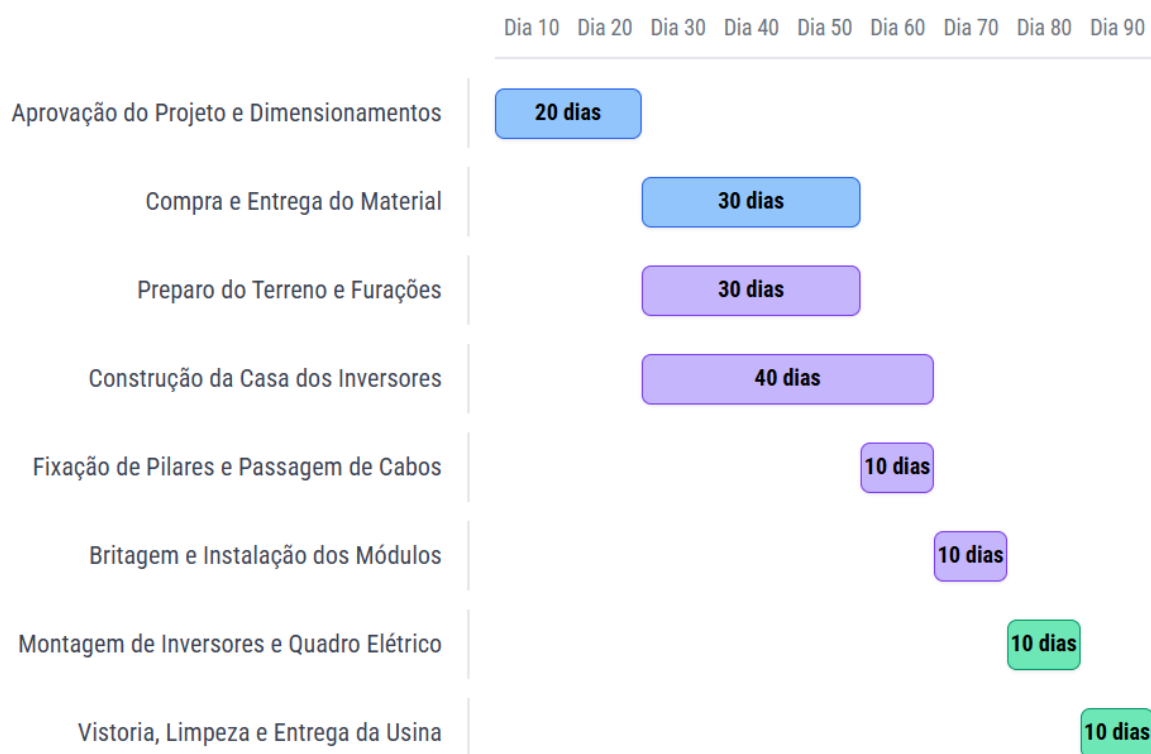 Dia 10 Dia 20 Dia 30 Dia 40 Dia 50 Dia 60 Dia 70 Dia 80 Dia 90
Aprovação do Projeto e Dimensionamentos 20 dias
Compra e Entrega do Material 30 dias
Preparo do Terreno e Furações 30 dias
Construção da Casa dos Inversores 40 dias
Fixação de Pilares e Passagem de Cabos 10 dias
Britagem e Instalação dos Módulos 10 dias
Montagem de Inversores e Quadro Elétrico 10 dias
Vistoria, Limpeza e Entrega da Usina 10 dias